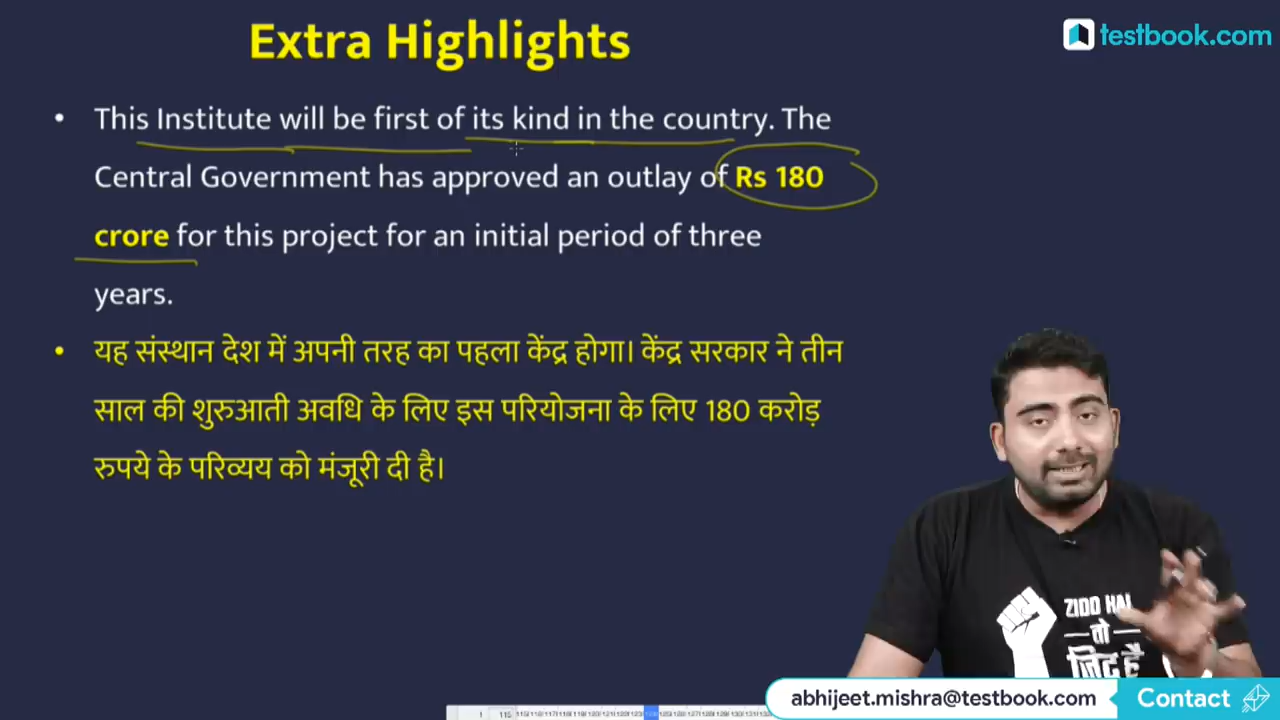 Extra Highlights
testbook.com
• This Institute will be first of its kind in the country. The
Central Government has approved an outlay of Rs 180
crore for this project for an initial period of three
years.
• यह संस्थान देश में अपनी तरह का पहला केंद्र होगा। केंद्र सरकार ने तीन
साल की शुरुआती अवधि के लिए इस परियोजना के लिए 180 करोड़
रुपये के परिव्यय को मंजूरी दी है।
ZIDD HAI
तो
ज़िद है
abhijeet.mishra@testbook.com Contact